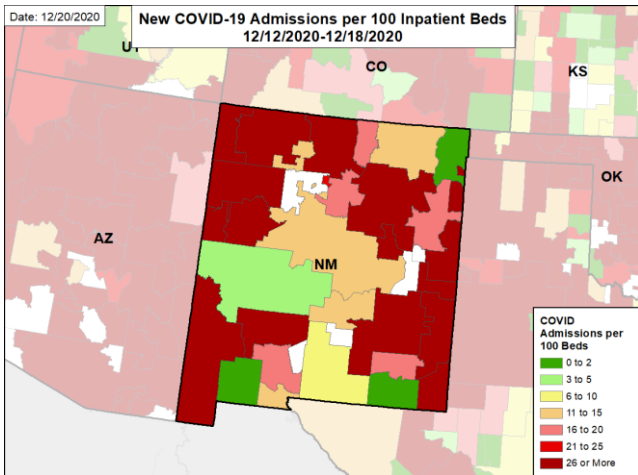 Date: 12/20/2020
New COVID-19 Admissions per 100 Inpatient Beds
12/12/2020-12/18/2020
UT
CO
KS
OK
AZ
NM
COVID
Admissions per
100 Beds
0 to 2
3 to 5
6 to 10
11 to 15
16 to 20
21 to 25
26 or More